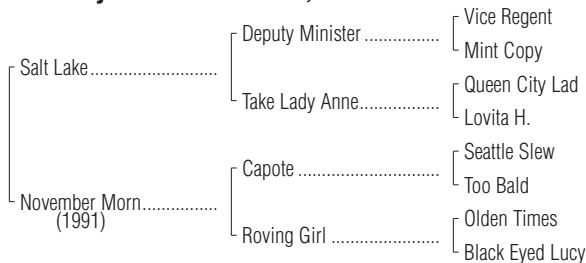 Vice Regent
Deputy Minister ................
Mint Copy
Salt Lake...........................
Queen City Lad
Take Lady Anne.................
Lovita H.
Seattle Slew
Capote ..............................
Too Bald
November Morn................
(1991)
Olden Times
Roving Girl .......................
Black Eyed Lucy